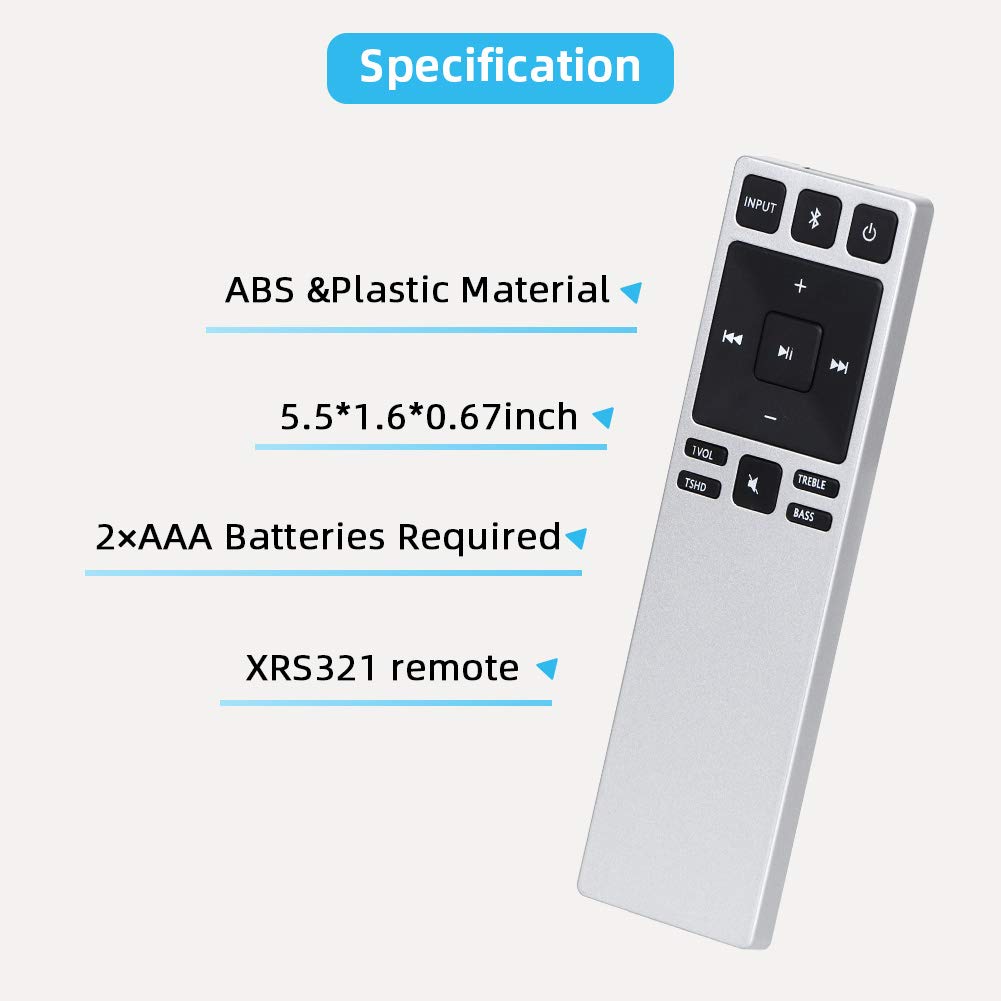 Specification
ABS &Plastic Material
5.5*1.6*0.67inch
2×AAA Batteries Required
XRS321 remote
INPUT
+
−
TVOL
TSHD
TREBLE
BASS